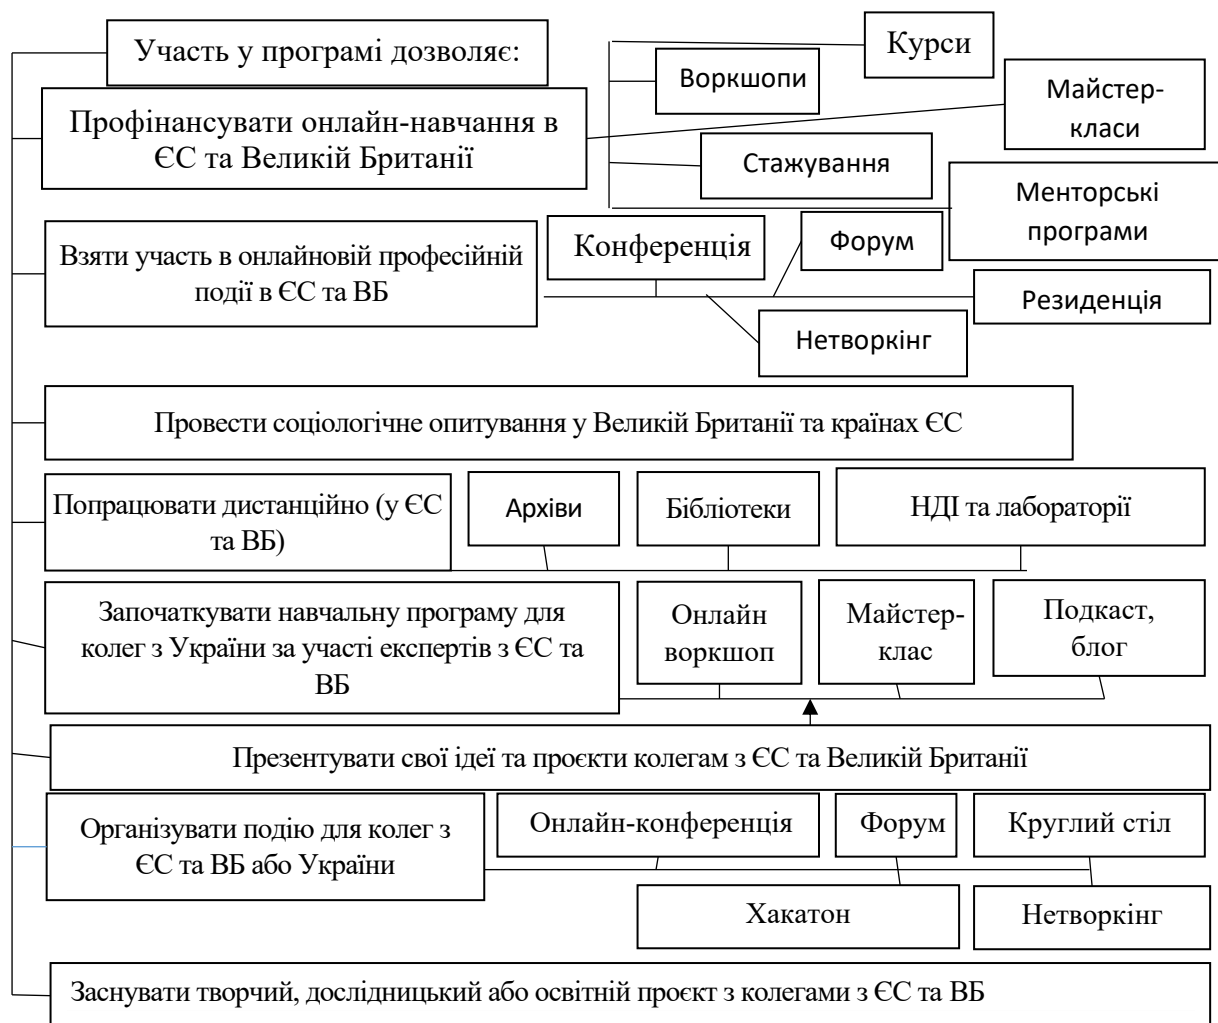 Участь у програмі дозволяє:
Курси
Воркшопи
Майстер-
класи
Профінансувати онлайн-навчання в
ЄС та Великій Британії
Стажування
Менторські
програми
Взяти участь в онлайновій професійній
події в ЄС та ВБ
Конференція
Форум
Резиденція
Нетворкінг
Провести соціологічне опитування у Великій Британії та країнах ЄС
Попрацювати дистанційно (у ЄС
та ВБ)
Архіви
Бібліотеки
НДІ та лабораторії
Започаткувати навчальну програму для
колег з України за участі експертів з ЄС та
ВБ
Онлайн
воркшоп
Майстер-
клас
Подкаст,
блог
Презентувати свої ідеї та проєкти колегам з ЄС та Великій Британії
Організувати подію для колег з
ЄС та ВБ або України
Онлайн-конференція
Форум
Круглий стіл
Хакатон
Нетворкінг
Заснувати творчий, дослідницький або освітній проєкт з колегами з ЄС та ВБ